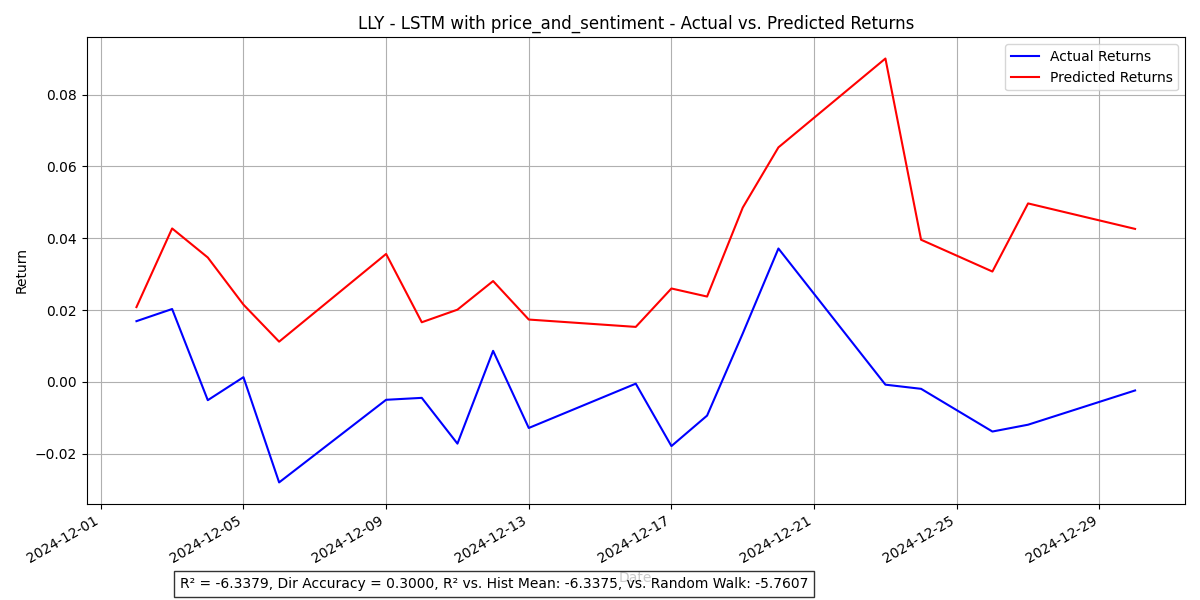 LLY - LSTM with price_and_sentiment - Actual vs. Predicted Returns
Actual Returns
Predicted Returns
0.08
0.06
0.04
0.02
0.00
−0.02
Return
2024-12-01
2024-12-05
2024-12-09
2024-12-13
2024-12-17
2024-12-21
2024-12-25
2024-12-29
Date
R² = -6.3379, Dir Accuracy = 0.3000, R² vs. Hist Mean: -6.3375, vs. Random Walk: -5.7607